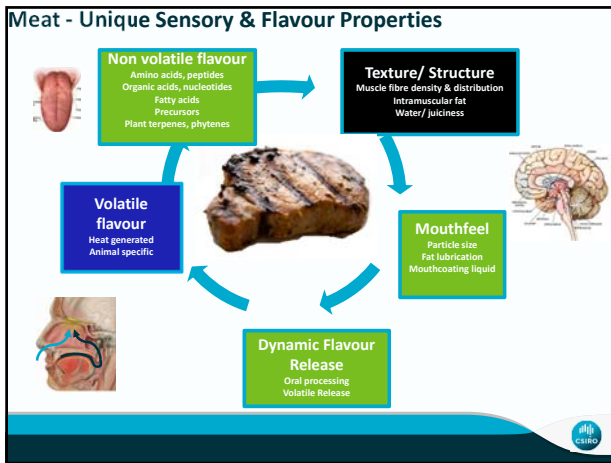 Meat - Unique Sensory & Flavour Properties
Non volatile flavour
Amino acids, peptides
Organic acids, nucleotides
Fatty acids
Precursors
Plant terpenes, phytenes
Texture/ Structure
Muscle fibre density & distribution
Intramuscular fat
Water/ juiciness
Volatile
flavour
Heat generated
Animal specific
Mouthfeel
Particle size
Fat lubrication
Mouthcoating liquid
Dynamic Flavour
Release
Oral processing
Volatile Release
CSIRO